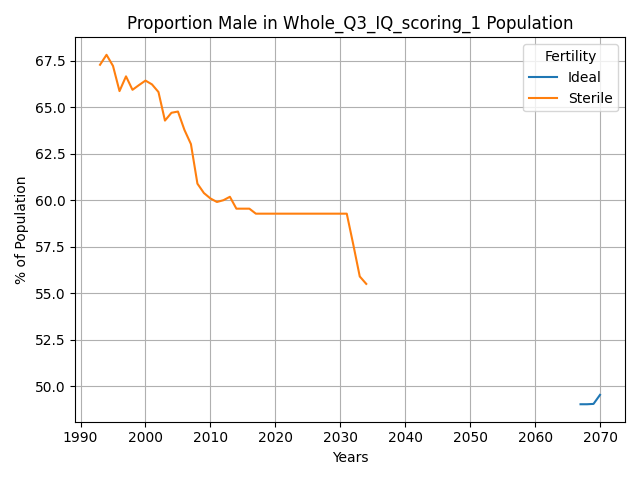 Proportion Male in Whole_Q3_IQ_scoring_1 Population
Fertility
Ideal
Sterile
67.5
65.0
62.5
60.0
57.5
55.0
52.5
50.0
% of Population
1990 2000 2010 2020 2030 2040 2050 2060 2070
Years